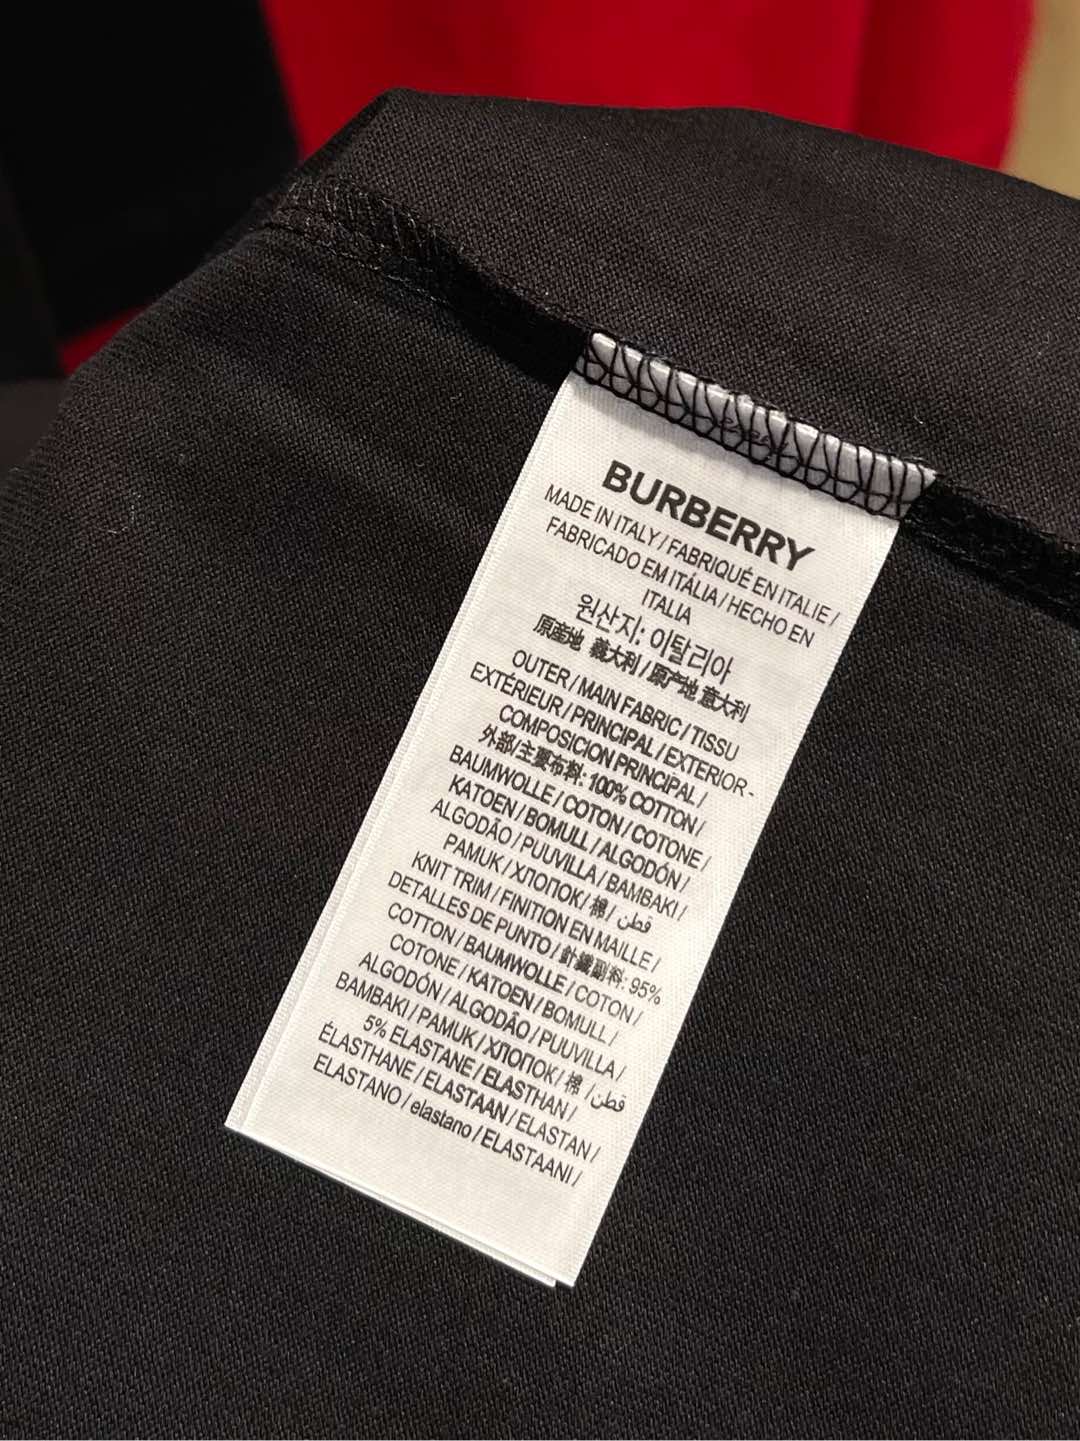 BURBERRY
MADE IN ITALY / FABRIQUÉ EN ITALIE /
FABRICADO EM ITÁLIA / HECHO EN
ITALIA
원산지: 이탈리아
原産地 義大利 / 原产地 意大利
OUTER / MAIN FABRIC / TISSU
EXTÉRIEUR / PRINCIPAL / EXTERIOR -
COMPOSICION PRINCIPAL /
外部/主要布料: 100% COTTON /
BAUMWOLLE / COTON / COTONE /
KATOEN / BOMULL / ALGODÓN /
ALGODÃO / PUUVILLA / BAMBAKI /
PAMUK / ХЛОПОК / 棉 / قطن /
KNIT TRIM / FINITION EN MAILLE /
DETALLES DE PUNTO / 針織副料: 95%
COTTON / BAUMWOLLE / COTON /
COTONE / KATOEN / BOMULL /
ALGODÓN / ALGODÃO / PUUVILLA /
BAMBAKI / PAMUK / ХЛОПОК / 棉 / قطن /
5% ELASTANE / ELASTHAN /
ÉLASTHANE / ELASTAAN / ELASTAN /
ELASTANO / elastano / ELASTAANI /